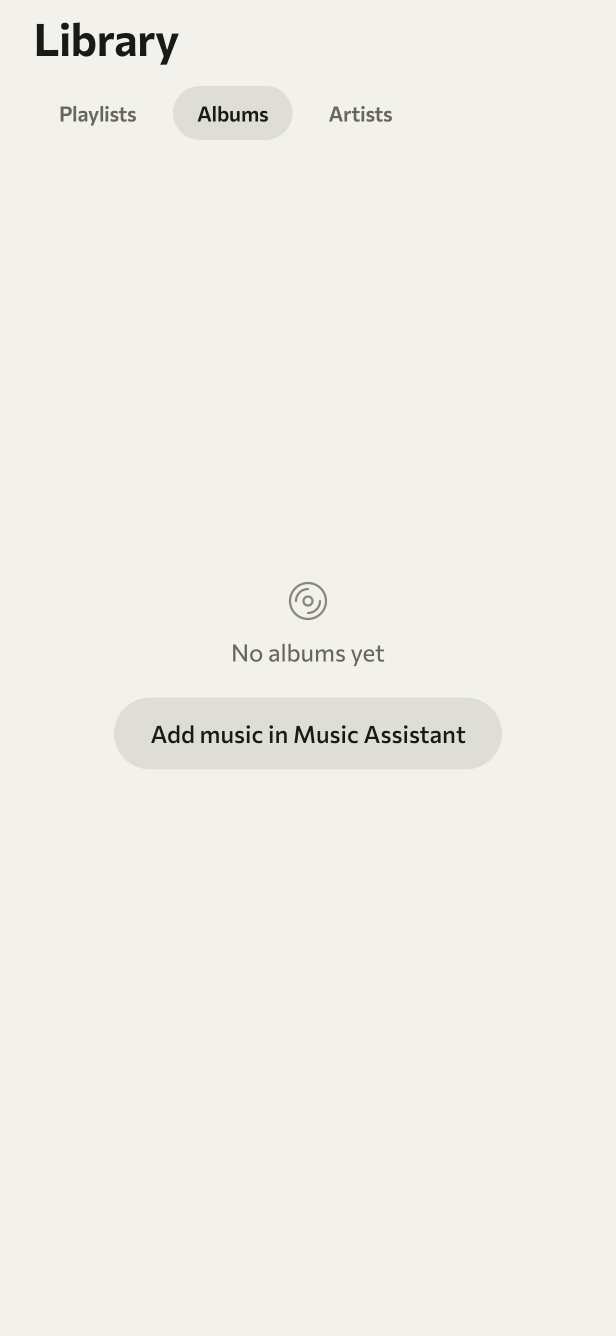 Library
Playlists
Albums
Artists
No albums yet
Add music in Music Assistant